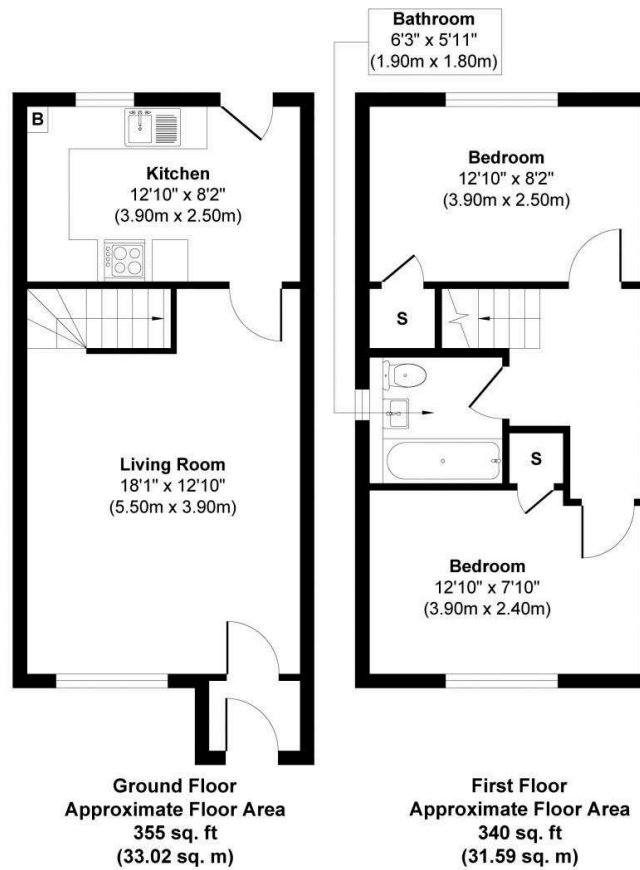 Bathroom
6'3" x 5'11"
(1.90m x 1.80m)
B
Kitchen
12'10" x 8'2"
(3.90m x 2.50m)
Bedroom
12'10" x 8'2"
(3.90m x 2.50m)
S
S
Living Room
18'1" x 12'10"
(5.50m x 3.90m)
Bedroom
12'10" x 7'10"
(3.90m x 2.40m)
Ground Floor
Approximate Floor Area
355 sq. ft
(33.02 sq. m)
First Floor
Approximate Floor Area
340 sq. ft
(31.59 sq. m)